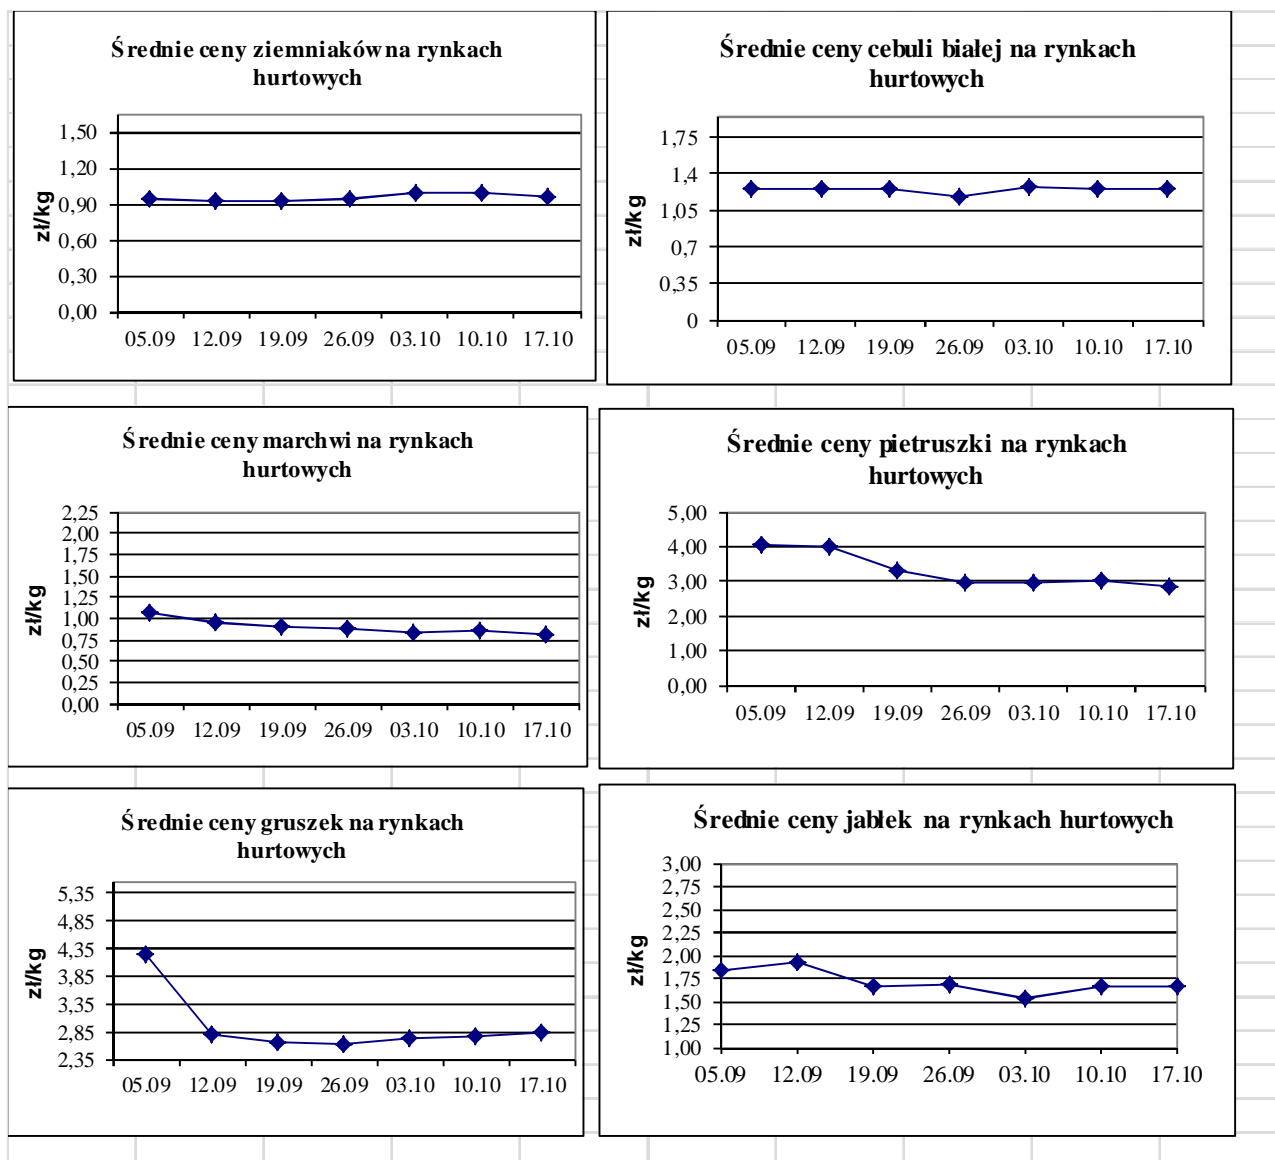 Średnie ceny ziemniaków na rynkach
hurtowych
zł/kg
1,50
1,20
0,90
0,60
0,30
0,00
05.09 12.09 19.09 26.09 03.10 10.10 17.10
Średnie ceny cebuli białej na rynkach
hurtowych
zł/kg
1,75
1,4
1,05
0,7
0,35
0
05.09 12.09 19.09 26.09 03.10 10.10 17.10
Średnie ceny marchwi na rynkach
hurtowych
zł/kg
2,25
2,00
1,75
1,50
1,25
1,00
0,75
0,50
0,25
0,00
05.09 12.09 19.09 26.09 03.10 10.10 17.10
Średnie ceny pietruszki na rynkach
hurtowych
zł/kg
5,00
4,00
3,00
2,00
1,00
0,00
05.09 12.09 19.09 26.09 03.10 10.10 17.10
Średnie ceny gruszek na rynkach
hurtowych
zł/kg
5,35
4,85
4,35
3,85
3,35
2,85
2,35
05.09 12.09 19.09 26.09 03.10 10.10 17.10
Średnie ceny jabłek na rynkach hurtowych
zł/kg
3,00
2,75
2,50
2,25
2,00
1,75
1,50
1,25
1,00
05.09 12.09 19.09 26.09 03.10 10.10 17.10